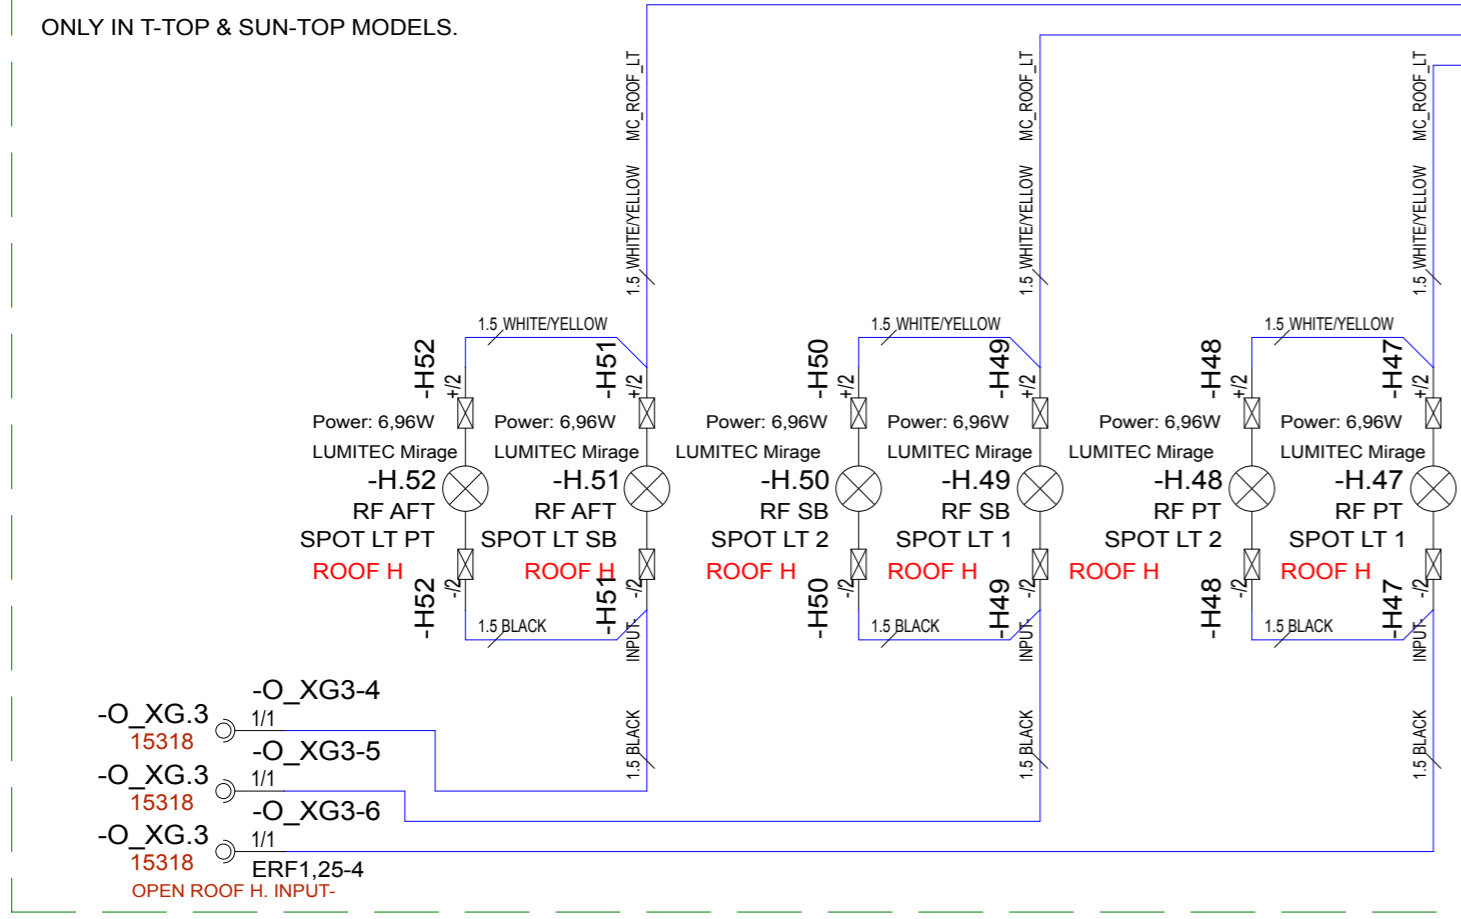 ONLY IN T-TOP & SUN-TOP MODELS.
MC_ROOF_LT
MC_ROOF_LT
MC_ROOF_LT
1.5 WHITE/YELLOW
1.5 WHITE/YELLOW
1.5 WHITE/YELLOW
1.5 WHITE/YELLOW
1.5 WHITE/YELLOW
1.5 WHITE/YELLOW
-H52
+/2
-H51
+/2
-H50
+/2
-H49
+/2
-H48
+/2
-H47
+/2
Power: 6,96W
LUMITEC Mirage
-H.52
RF AFT
SPOT LT PT
ROOF H
Power: 6,96W
LUMITEC Mirage
-H.51
RF AFT
SPOT LT SB
ROOF H
Power: 6,96W
LUMITEC Mirage
-H.50
RF SB
SPOT LT 2
ROOF H
Power: 6,96W
LUMITEC Mirage
-H.49
RF SB
SPOT LT 1
ROOF H
Power: 6,96W
LUMITEC Mirage
-H.48
RF PT
SPOT LT 2
ROOF H
Power: 6,96W
LUMITEC Mirage
-H.47
RF PT
SPOT LT 1
ROOF H
-H52
-/2
-H51
-/2
-H50
-/2
-H49
-/2
-H48
-/2
-H47
-/2
1.5 BLACK
INPUT-
1.5 BLACK
INPUT-
1.5 BLACK
INPUT-
1.5 BLACK
1.5 BLACK
1.5 BLACK
-O_XG.3
15318
-O_XG3-4
1/1
-O_XG.3
15318
-O_XG3-5
1/1
-O_XG.3
15318
-O_XG3-6
1/1
ERF1,25-4
OPEN ROOF H. INPUT-